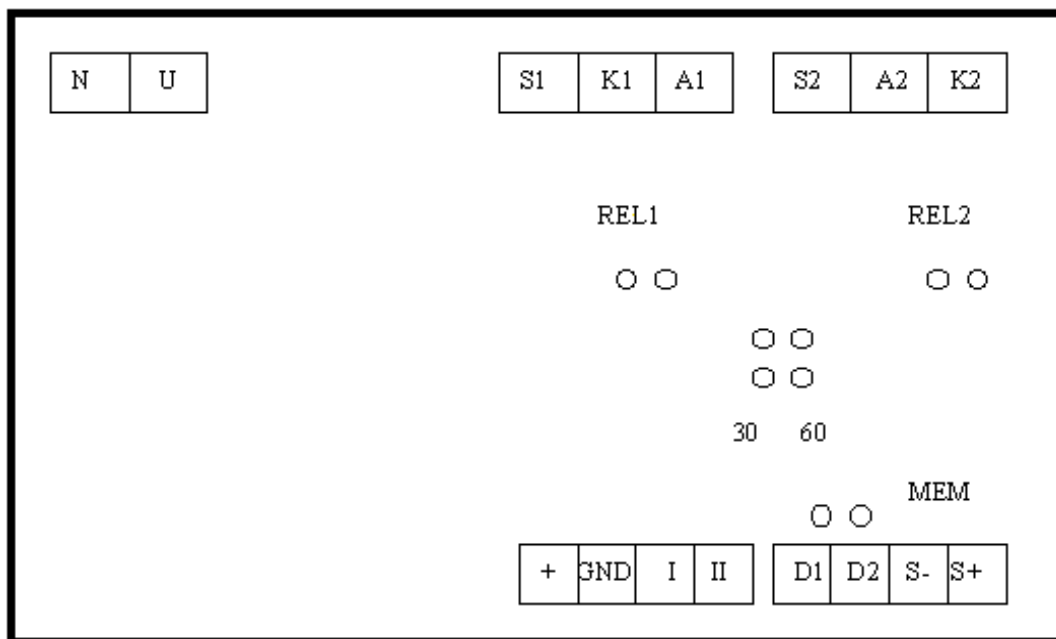 N U S1 K1 A1 S2 A2 K2
REL1 REL2
30 60
MEM
+ GND I II D1 D2 S- S+